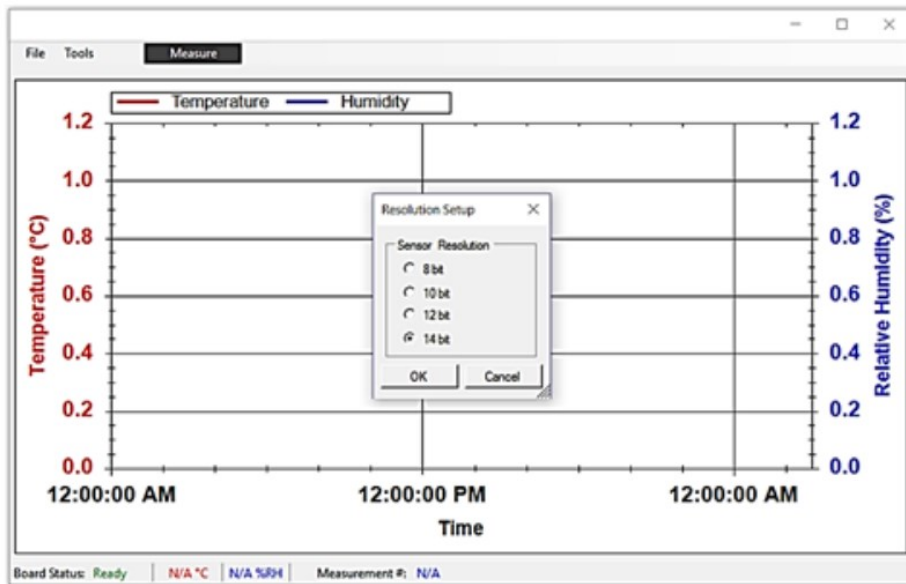 File Tools Measure
Temperature Humidity
1.2 1.2
1.0 1.0
0.8 0.8
0.6 0.6
0.4 0.4
0.2 0.2
0.0 0.0
Temperature (°C)
Relative Humidity (%)
Resolution Setup
Sensor Resolution
8 bit
10 bit
12 bit
14 bit
OK Cancel
12:00:00 AM 12:00:00 PM 12:00:00 AM
Time
Board Status: Ready N/A °C N/A %RH Measurement #: N/A